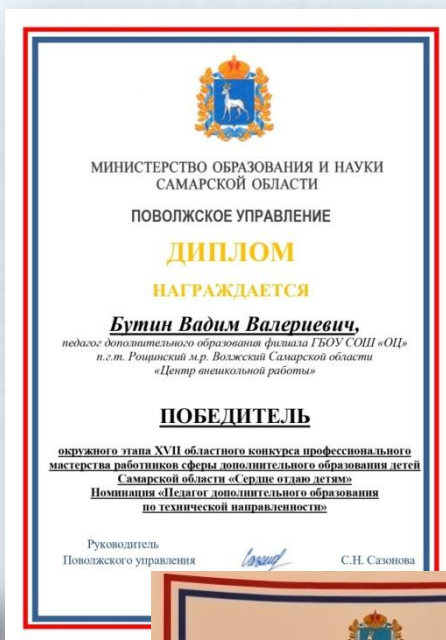 МИНИСТЕРСТВО ОБРАЗОВАНИЯ И НАУКИ
САМАРСКОЙ ОБЛАСТИ
ПОВОЛЖСКОЕ УПРАВЛЕНИЕ
ДИПЛОМ
НАГРАЖДАЕТСЯ
Бутин Вадим Валериевич,
педагог дополнительного образования филиала ГБОУ СОШ «ОЦ»
п.г.т. Рощинский м.р. Волжский Самарской области
«Центр внешкольной работы»
ПОБЕДИТЕЛЬ
окружного этапа XVII областного конкурса профессионального
мастерства работников сферы дополнительного образования детей
Самарской области «Сердце отдаю детям»
Номинация «Педагог дополнительного образования
по технической направленности»
Руководитель
Поволжского управления
С.Н. Сазонова